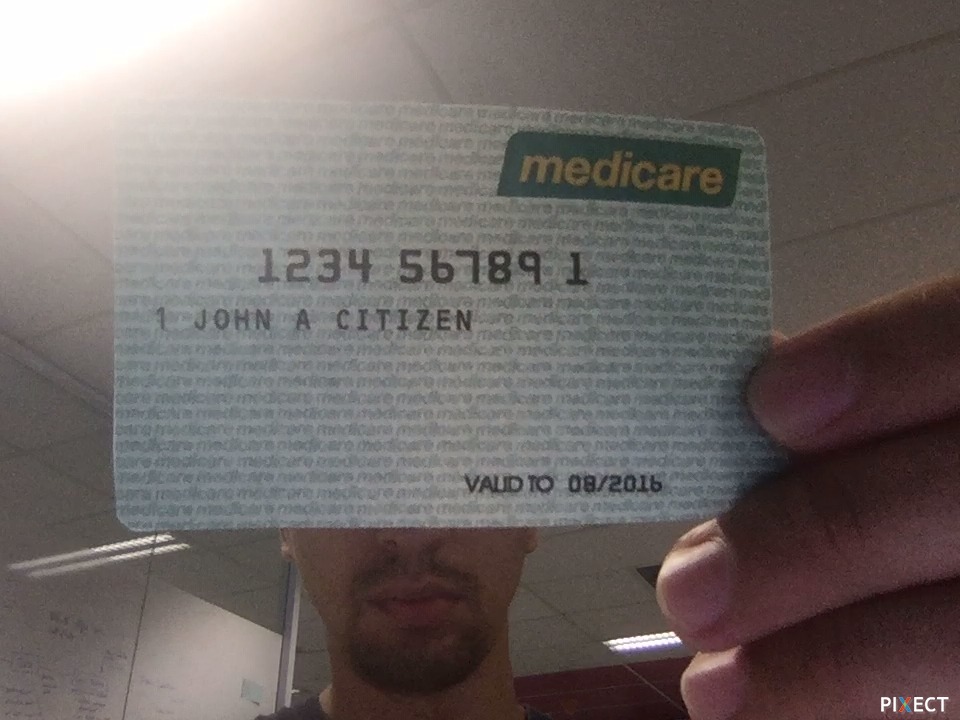 medicare
1234 56789 1
1 JOHN A CITIZEN
VALID TO 08/2016
PIXECT